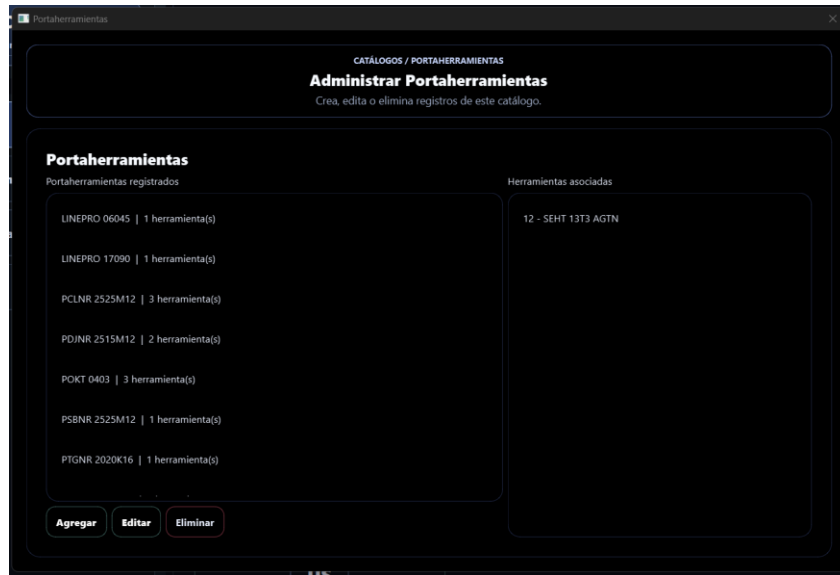 Portaherramientas
CATÁLOGOS / PORTAHERRAMIENTAS
Administrar Portaherramientas
Crea, edita o elimina registros de este catálogo.
Portaherramientas
Portaherramientas registrados
LINEPRO 06045 | 1 herramienta(s)
LINEPRO 17090 | 1 herramienta(s)
PCLNR 2525M12 | 3 herramienta(s)
PDJNR 2515M12 | 2 herramienta(s)
POKT 0403 | 3 herramienta(s)
PSBNR 2525M12 | 1 herramienta(s)
PTGNR 2020K16 | 1 herramienta(s)
Agregar Editar Eliminar
Herramientas asociadas
12 - SEHT 13T3 AGTN